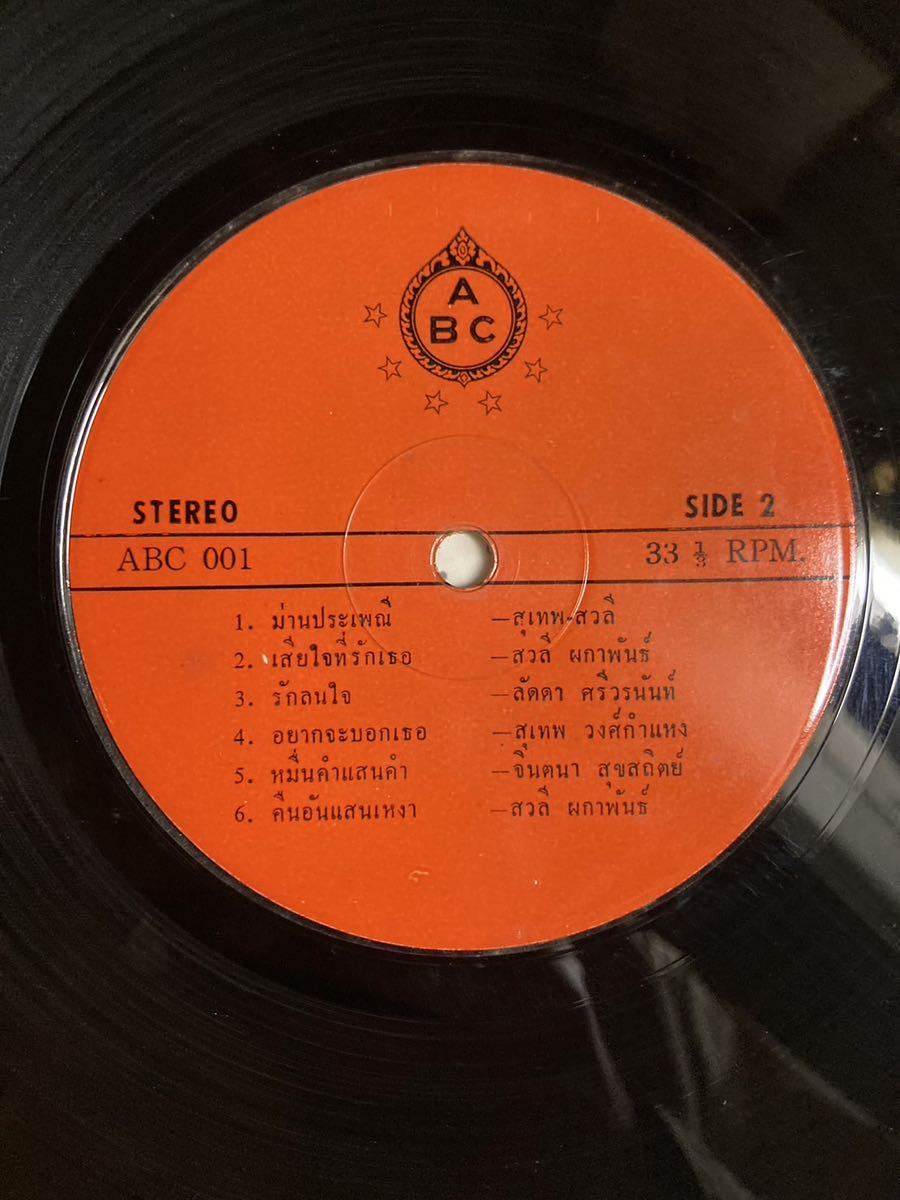 A
B C
STEREO SIDE 2
ABC 001 33 ⅓ RPM.
1. ม่านประเพณี —สุเทพ-สวลี
2. เสียใจที่รักเธอ —สวลี ผกาพันธ์
3. รักลนใจ —ลัดดา ศรีวรนันท์
4. อยากจะบอกเธอ —สุเทพ วงศ์กำแหง
5. หมื่นคำแสนคำ —จินตนา สุขสถิตย์
6. คืนอันแสนเหงา —สวลี ผกาพันธ์